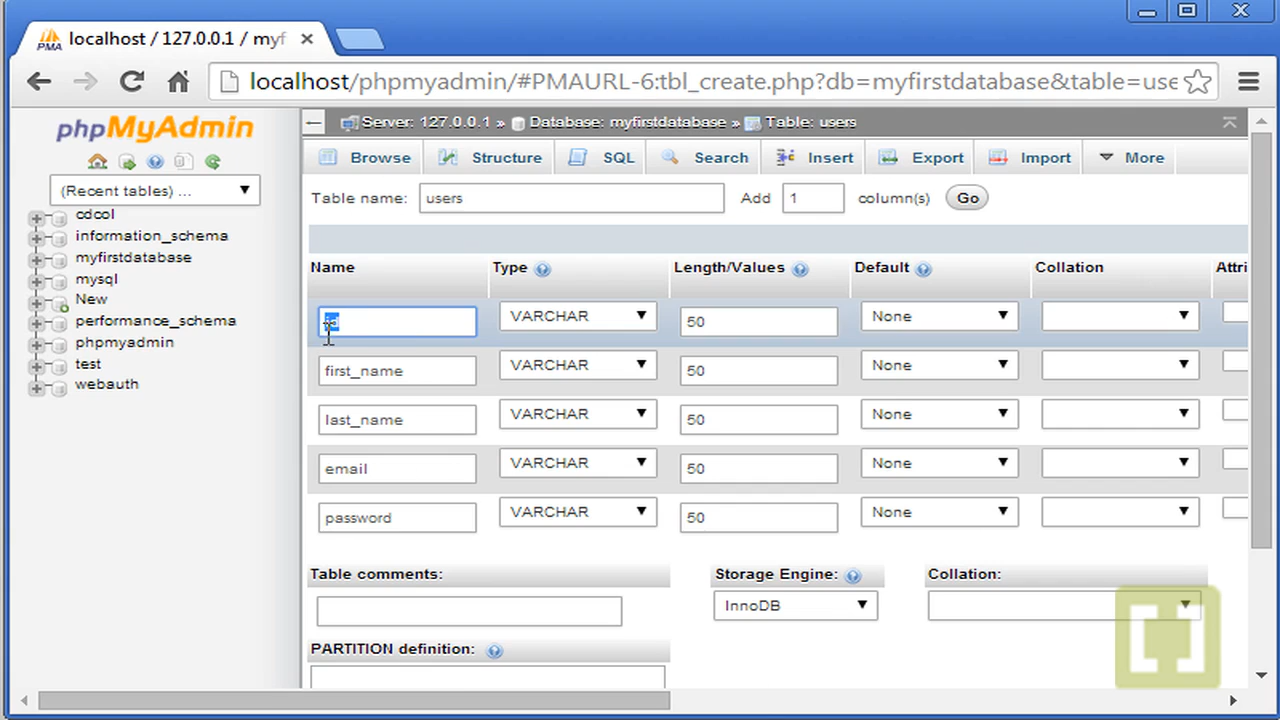 localhost / 127.0.0.1 / myf
localhost/phpmyadmin/#PMAURL-6:tbl_create.php?db=myfirstdatabase&table=use
phpMyAdmin
(Recent tables) ...
cdcol
information_schema
myfirstdatabase
mysql
New
performance_schema
phpmyadmin
test
webauth
Server: 127.0.0.1 » Database: myfirstdatabase » Table: users
Browse Structure SQL Search Insert Export Import More
Table name: users Add 1 column(s) Go
Name Type Length/Values Default Collation Attri
id VARCHAR 50 None
first_name VARCHAR 50 None
last_name VARCHAR 50 None
email VARCHAR 50 None
password VARCHAR 50 None
Table comments: Storage Engine: Collation:
InnoDB
PARTITION definition: